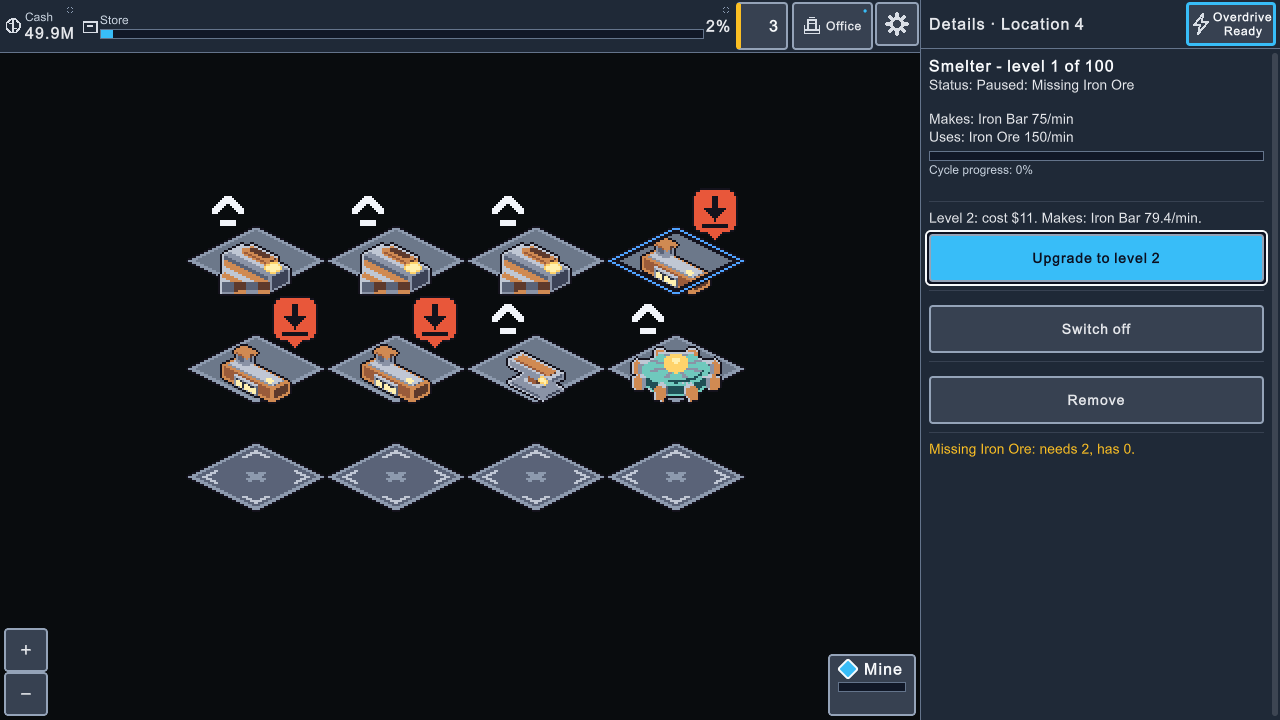 Cash
49.9M
Store
2%
3
Office
Details · Location 4
Overdrive
Ready
Smelter - level 1 of 100
Status: Paused: Missing Iron Ore
Makes: Iron Bar 75/min
Uses: Iron Ore 150/min
Cycle progress: 0%
Level 2: cost $11. Makes: Iron Bar 79.4/min.
Upgrade to level 2
Switch off
Remove
Missing Iron Ore: needs 2, has 0.
+
−
Mine